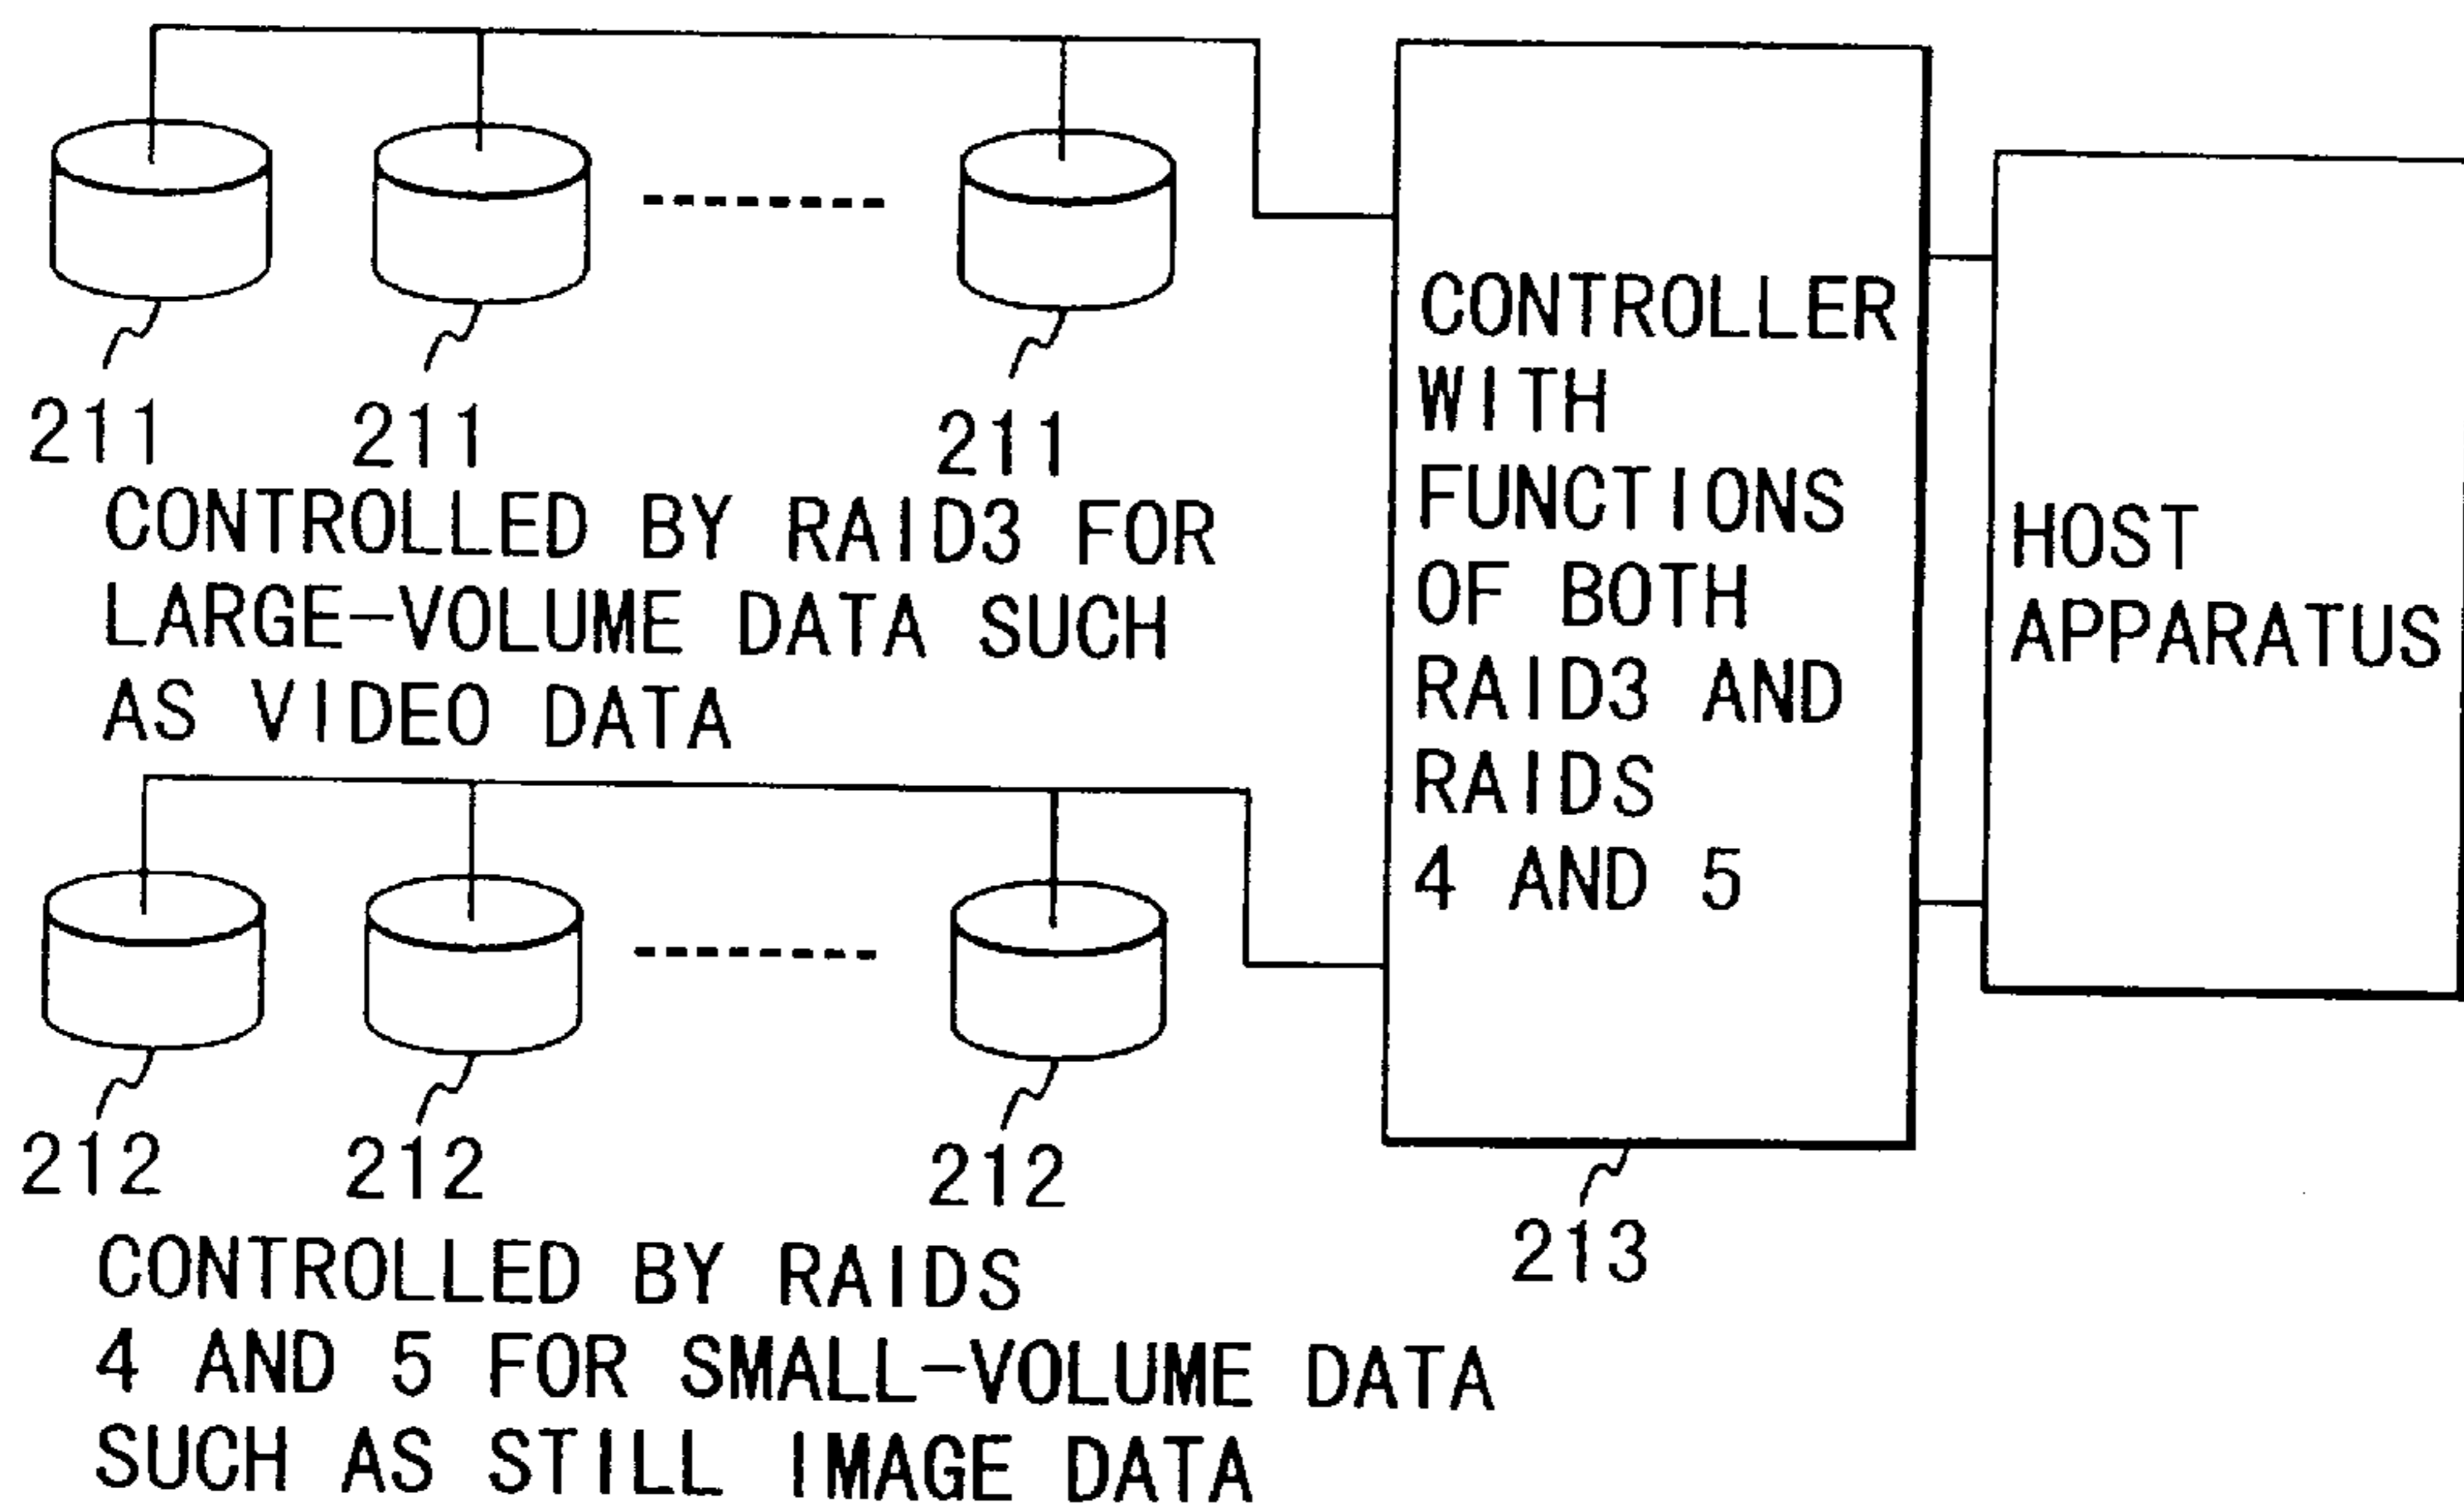 211
211
211
CONTROLLED BY RAID3 FOR
LARGE-VOLUME DATA SUCH
AS VIDEO DATA
212
212
212
CONTROLLED BY RAIDS
4 AND 5 FOR SMALL-VOLUME DATA
SUCH AS STILL IMAGE DATA
CONTROLLER
WITH
FUNCTIONS
OF BOTH
RAID3 AND
RAIDS
4 AND 5
213
HOST
APPARATUS